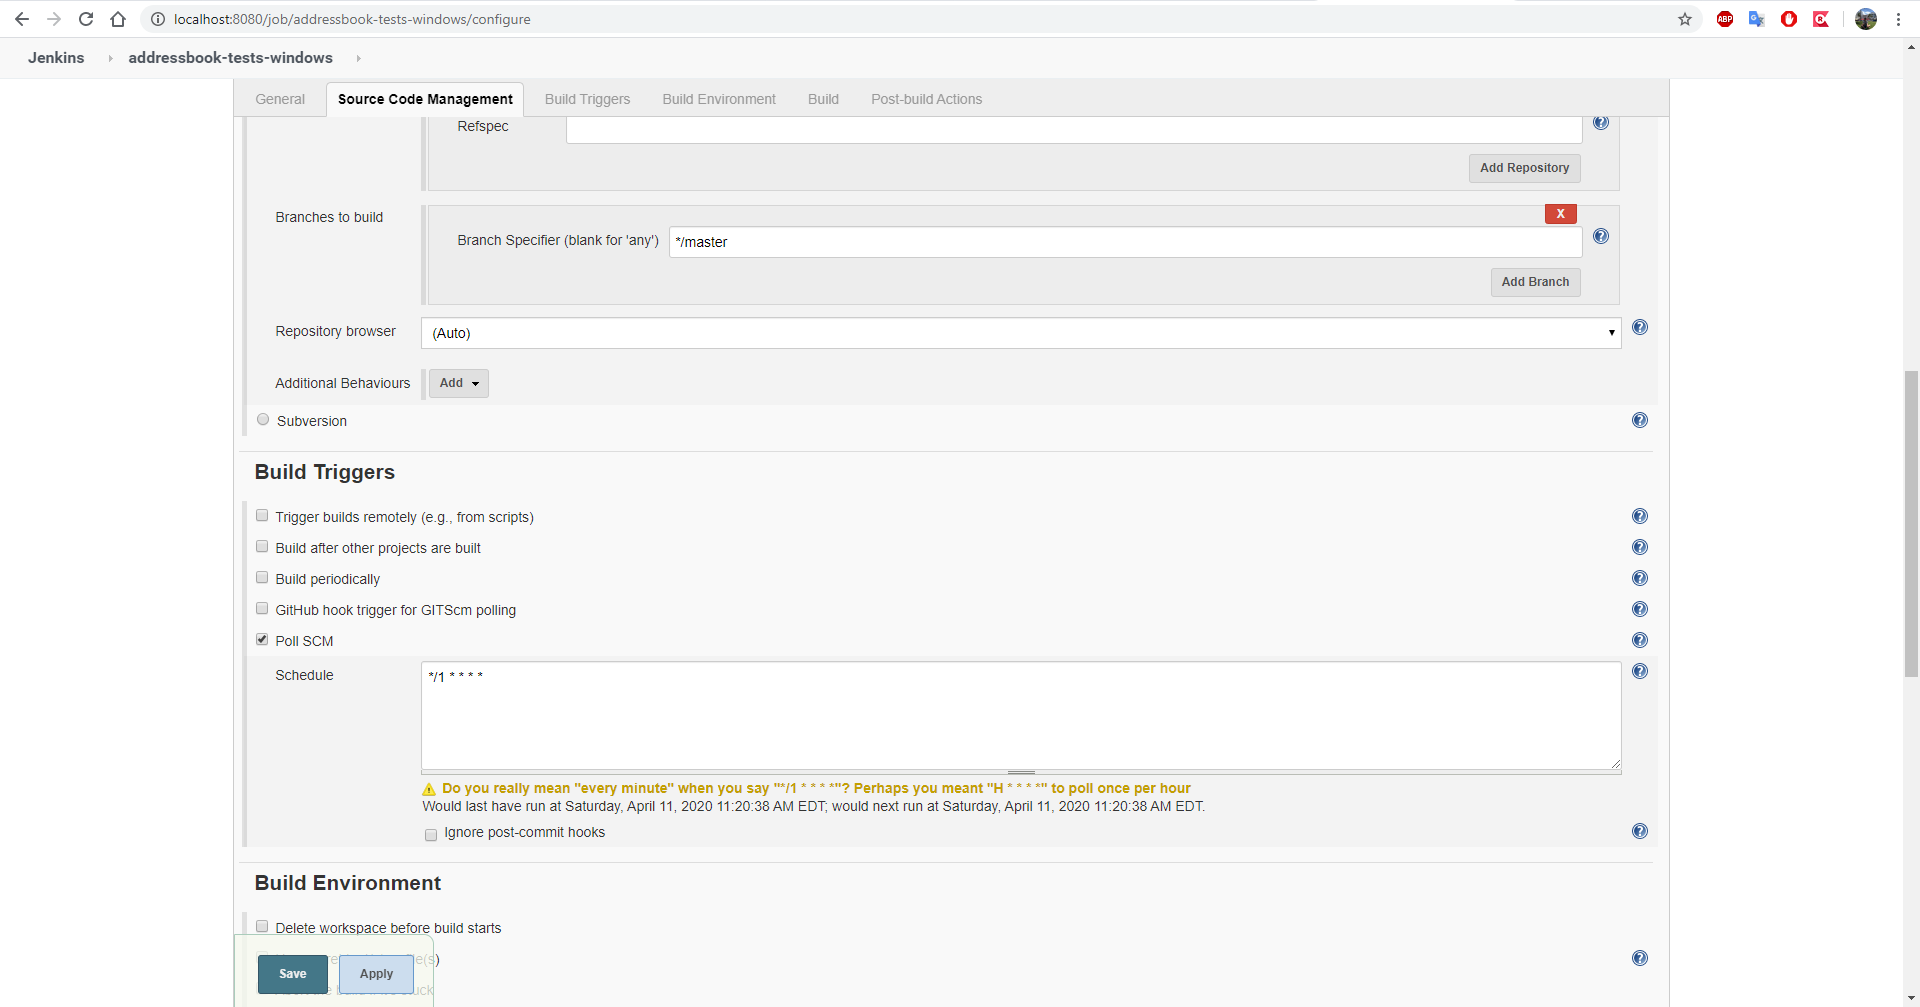 localhost:8080/job/addressbook-tests-windows/configure
ABP
Jenkins addressbook-tests-windows
General Source Code Management Build Triggers Build Environment Build Post-build Actions
Refspec
Add Repository
Branches to build
X
Branch Specifier (blank for 'any') */master
Add Branch
Repository browser (Auto)
Additional Behaviours Add
Subversion
Build Triggers
Trigger builds remotely (e.g., from scripts)
Build after other projects are built
Build periodically
GitHub hook trigger for GITScm polling
Poll SCM
Schedule */1 * * * *
Do you really mean "every minute" when you say "*/1 * * * *"? Perhaps you meant "H * * * *" to poll once per hour
Would last have run at Saturday, April 11, 2020 11:20:38 AM EDT; would next run at Saturday, April 11, 2020 11:20:38 AM EDT.
Ignore post-commit hooks
Build Environment
Delete workspace before build starts
Save Apply